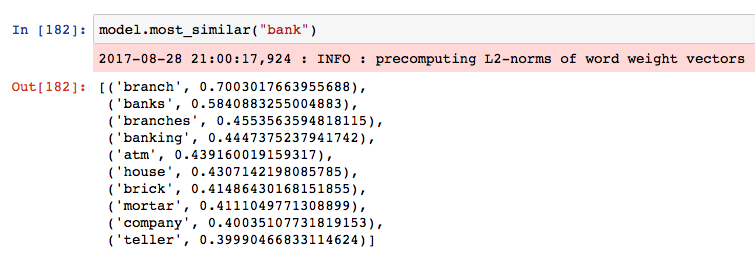 In [182]: model.most_similar("bank")
2017-08-28 21:00:17,924 : INFO : precomputing L2-norms of word weight vectors
Out[182]: [('branch', 0.7003017663955688),
('banks', 0.5840883255004883),
('branches', 0.4553563594818115),
('banking', 0.4447375237941742),
('atm', 0.439160019159317),
('house', 0.4307142198085785),
('brick', 0.41486430168151855),
('mortar', 0.4111049771308899),
('company', 0.40035107731819153),
('teller', 0.39990466833114624)]